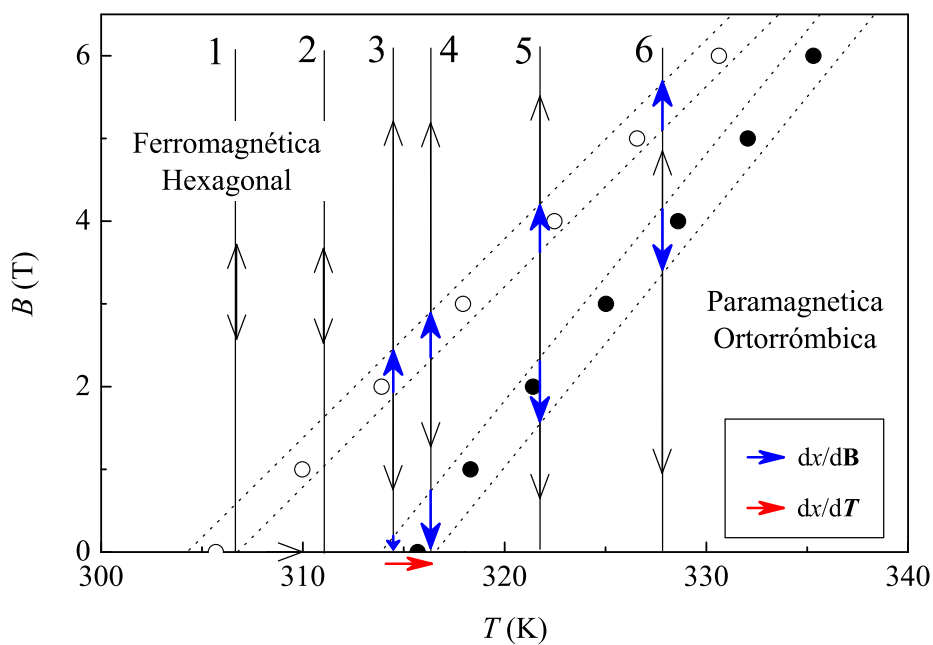 1 2 3 4 5 6
Ferromagnética
Hexagonal
Paramagnetica
Ortorrómbica
dx/dB
dx/dT
B (T)
6
4
2
0
300 310 320 330 340
T (K)